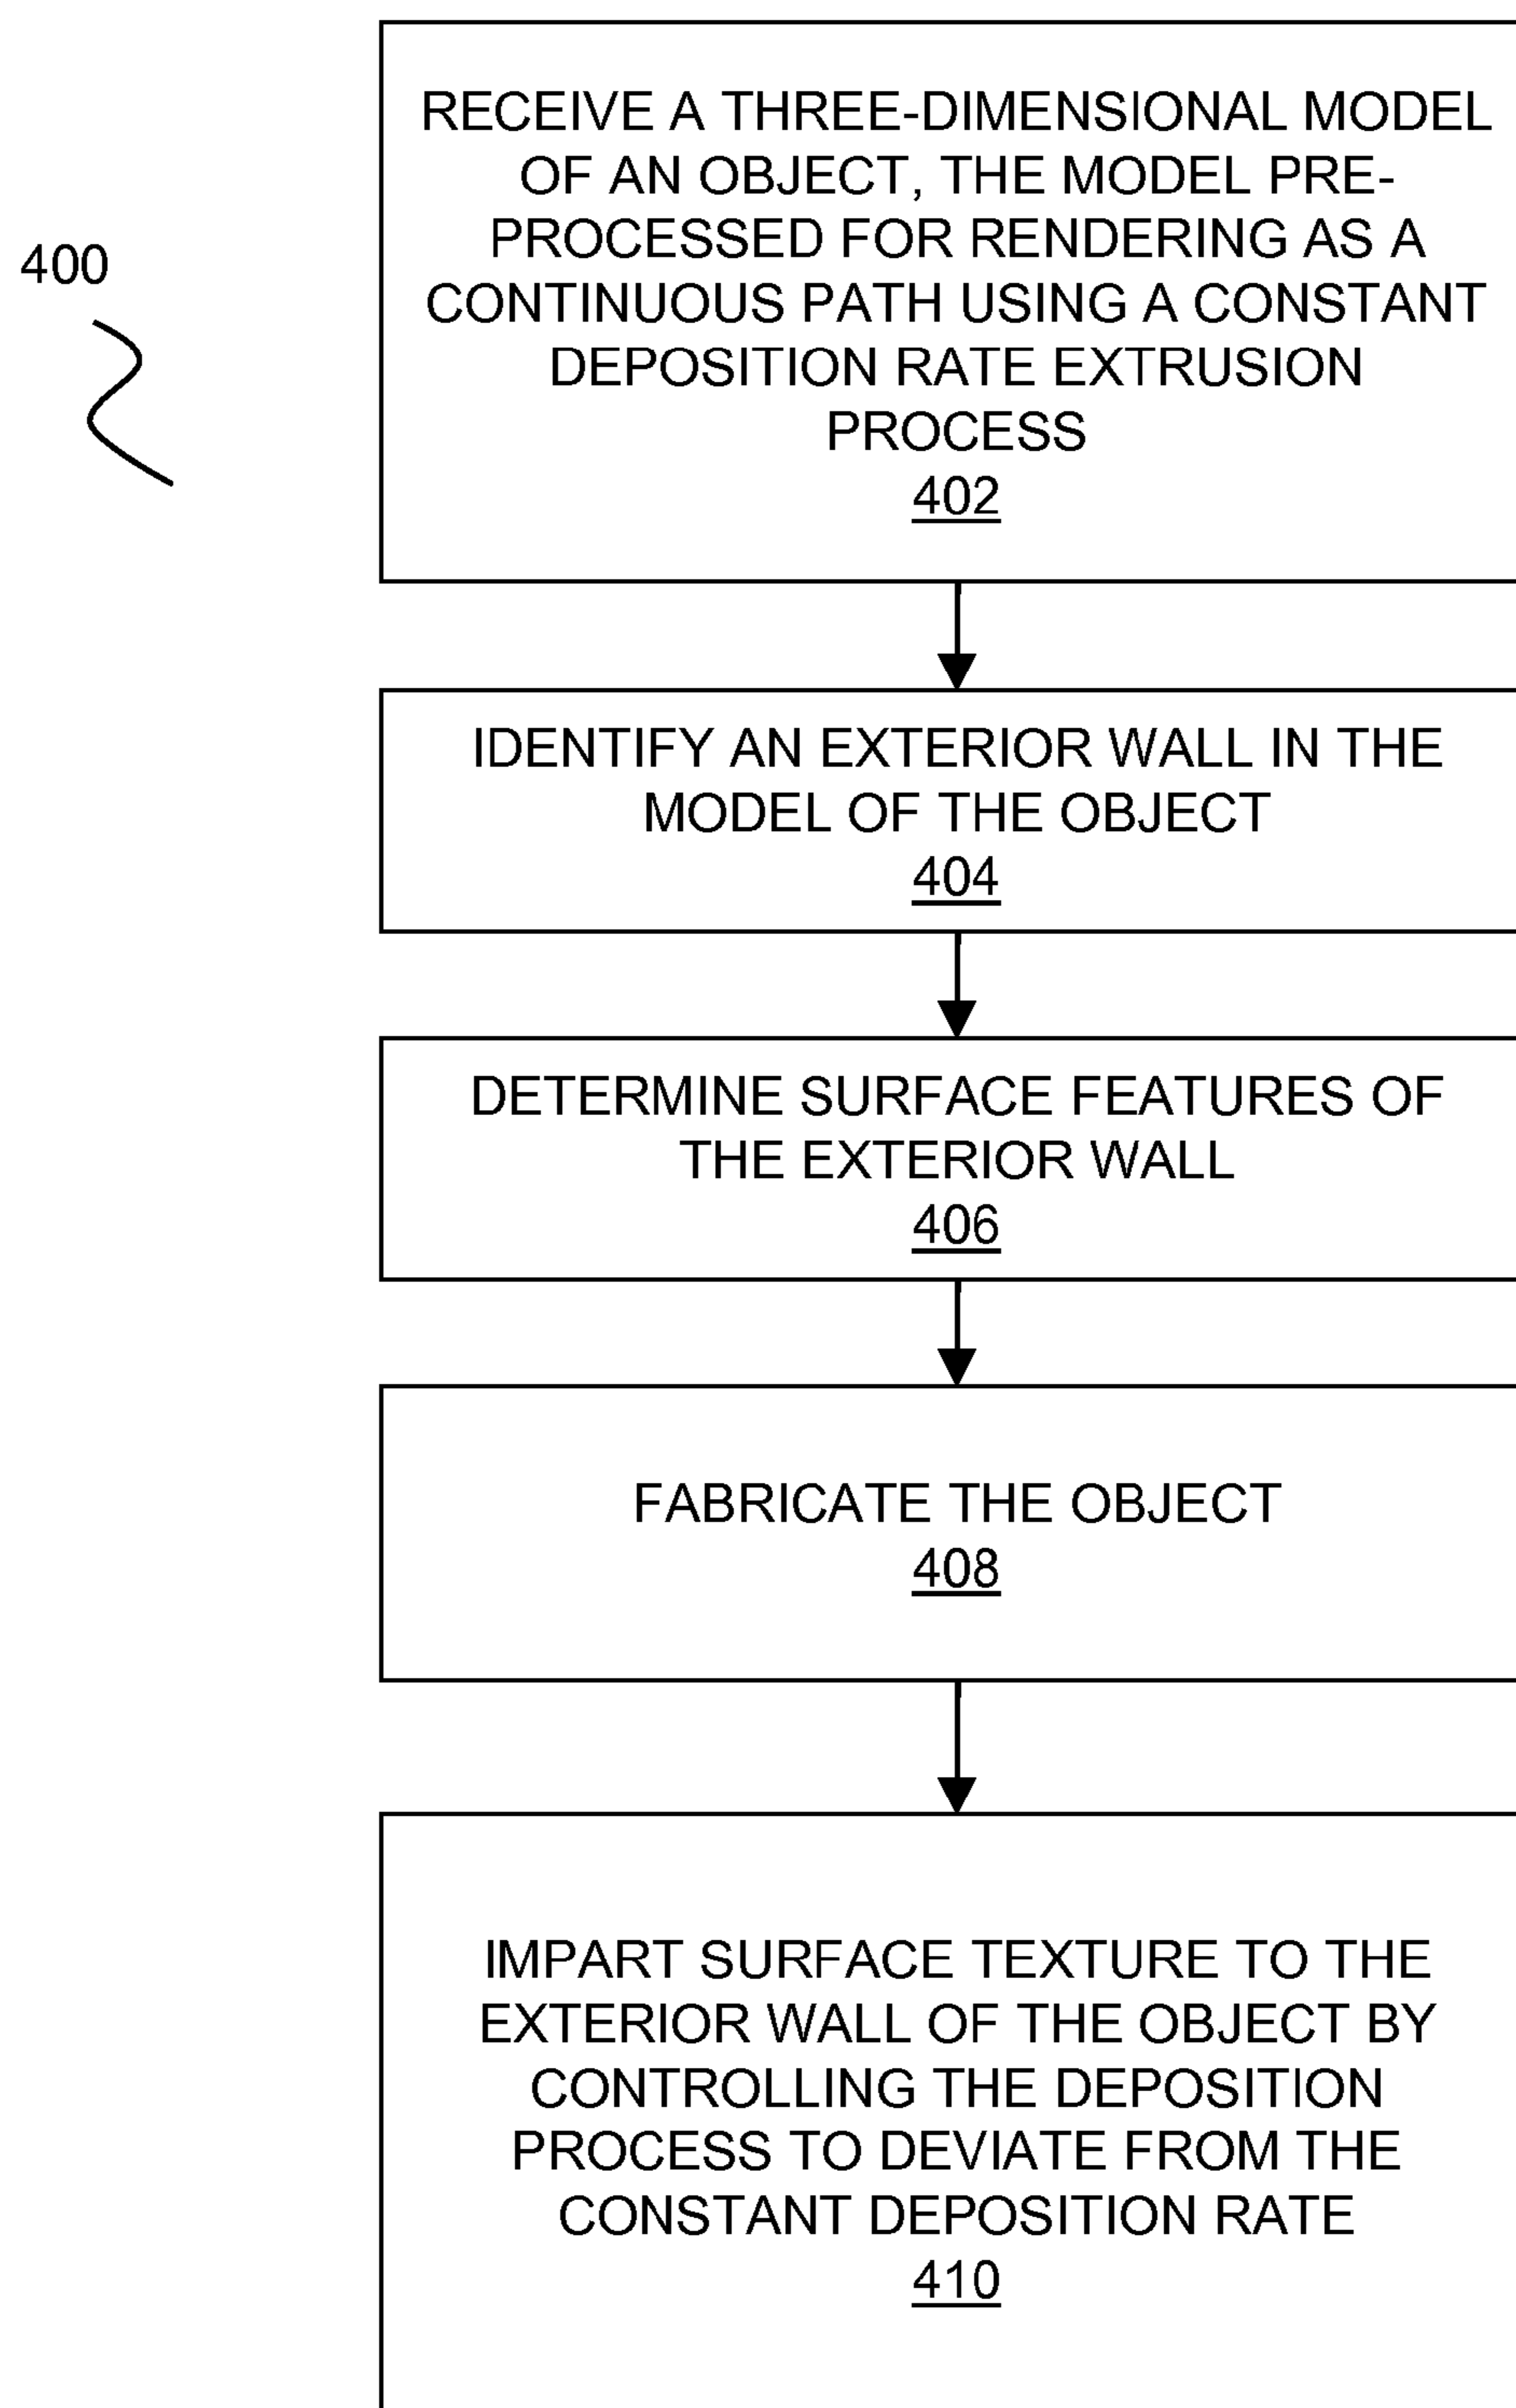 400
RECEIVE A THREE-DIMENSIONAL MODEL
OF AN OBJECT, THE MODEL PRE-
PROCESSED FOR RENDERING AS A
CONTINUOUS PATH USING A CONSTANT
DEPOSITION RATE EXTRUSION
PROCESS
402
IDENTIFY AN EXTERIOR WALL IN THE
MODEL OF THE OBJECT
404
DETERMINE SURFACE FEATURES OF
THE EXTERIOR WALL
406
FABRICATE THE OBJECT
408
IMPART SURFACE TEXTURE TO THE
EXTERIOR WALL OF THE OBJECT BY
CONTROLLING THE DEPOSITION
PROCESS TO DEVIATE FROM THE
CONSTANT DEPOSITION RATE
410